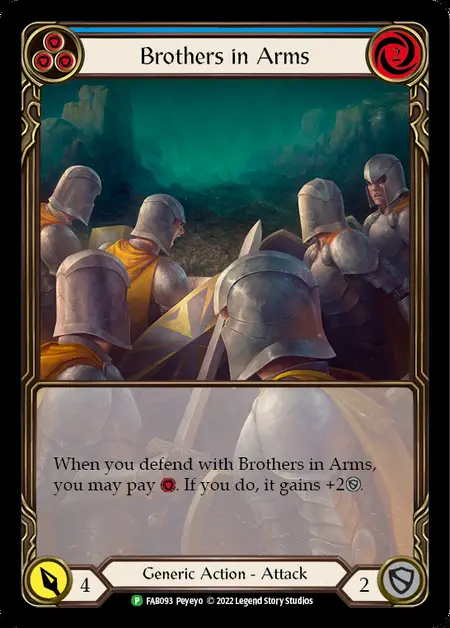 Brothers in Arms
2
When you defend with Brothers in Arms,
you may pay . If you do, it gains +2.
4
Generic Action - Attack
2
P FAB093 Peyeyo © 2022 Legend Story Studios